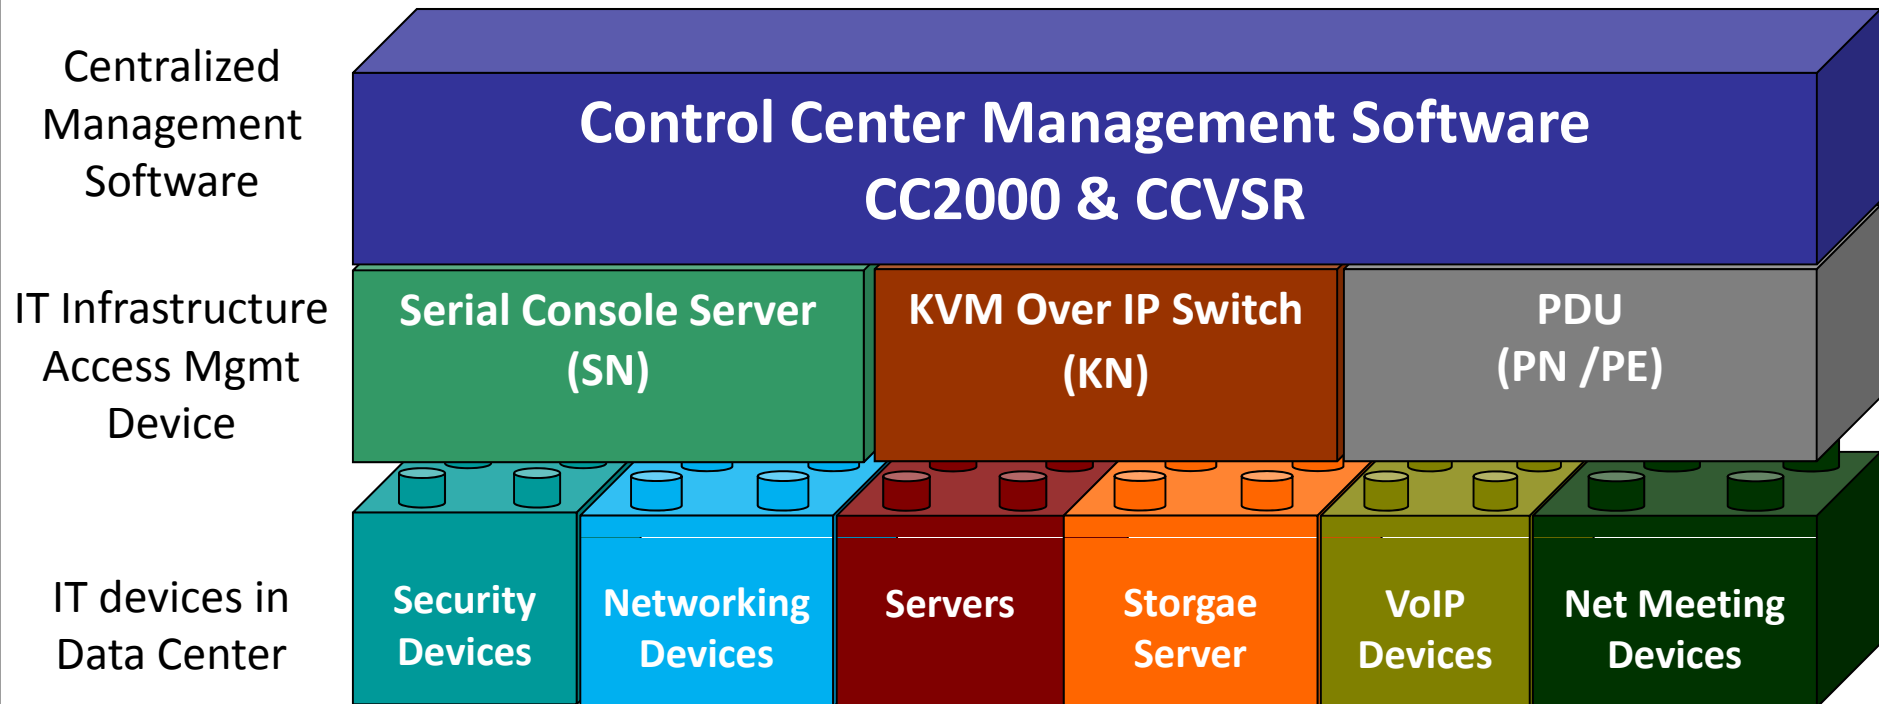 Centralized
Management
Software
Control Center Management Software
CC2000 & CCVSR
IT Infrastructure
Access Mgmt
Device
Serial Console Server
(SN)
KVM Over IP Switch
(KN)
PDU
(PN /PE)
IT devices in
Data Center
Security
Devices
Networking
Devices
Servers
Storgae
Server
VoIP
Devices
Net Meeting
Devices